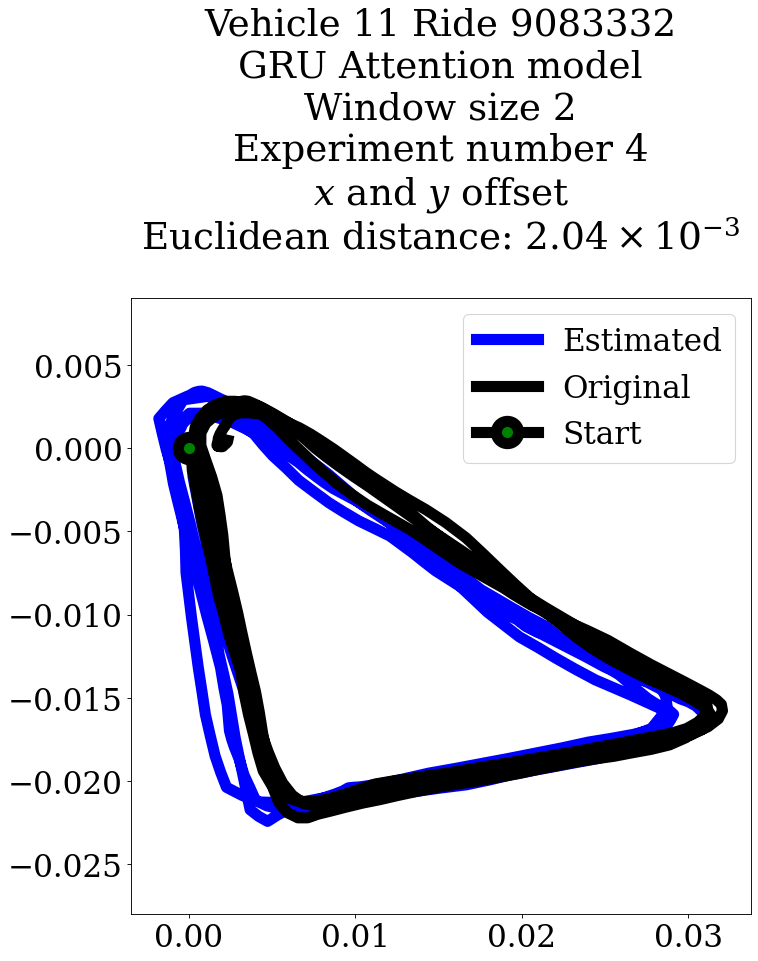 Vehicle 11 Ride 9083332
GRU Attention model
Window size 2
Experiment number 4
x and y offset
Euclidean distance: 2.04 × 10⁻³
Estimated
Original
Start
0.005
0.000
−0.005
−0.010
−0.015
−0.020
−0.025
0.00 0.01 0.02 0.03